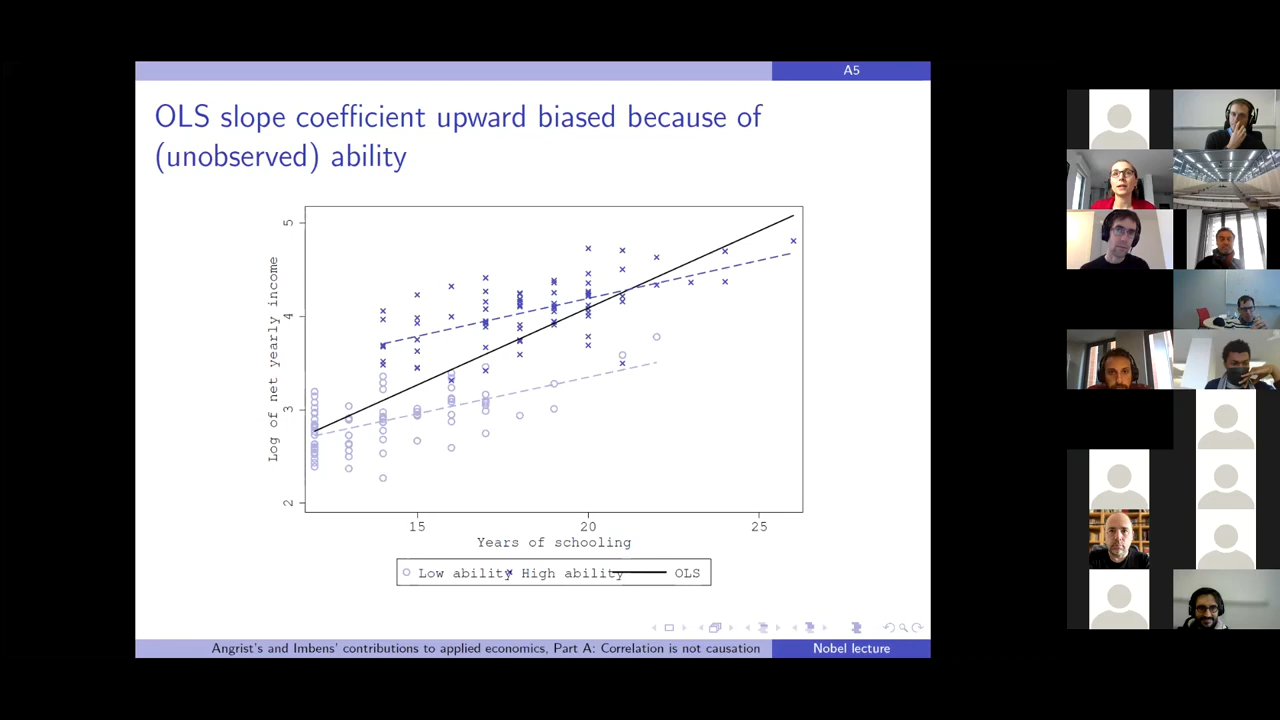 A5
OLS slope coefficient upward biased because of
(unobserved) ability
5
4
3
2
Log of net yearly income
15 20 25
Years of schooling
Low ability High ability OLS
Angrist's and Imbens' contributions to applied economics, Part A: Correlation is not causation Nobel lecture